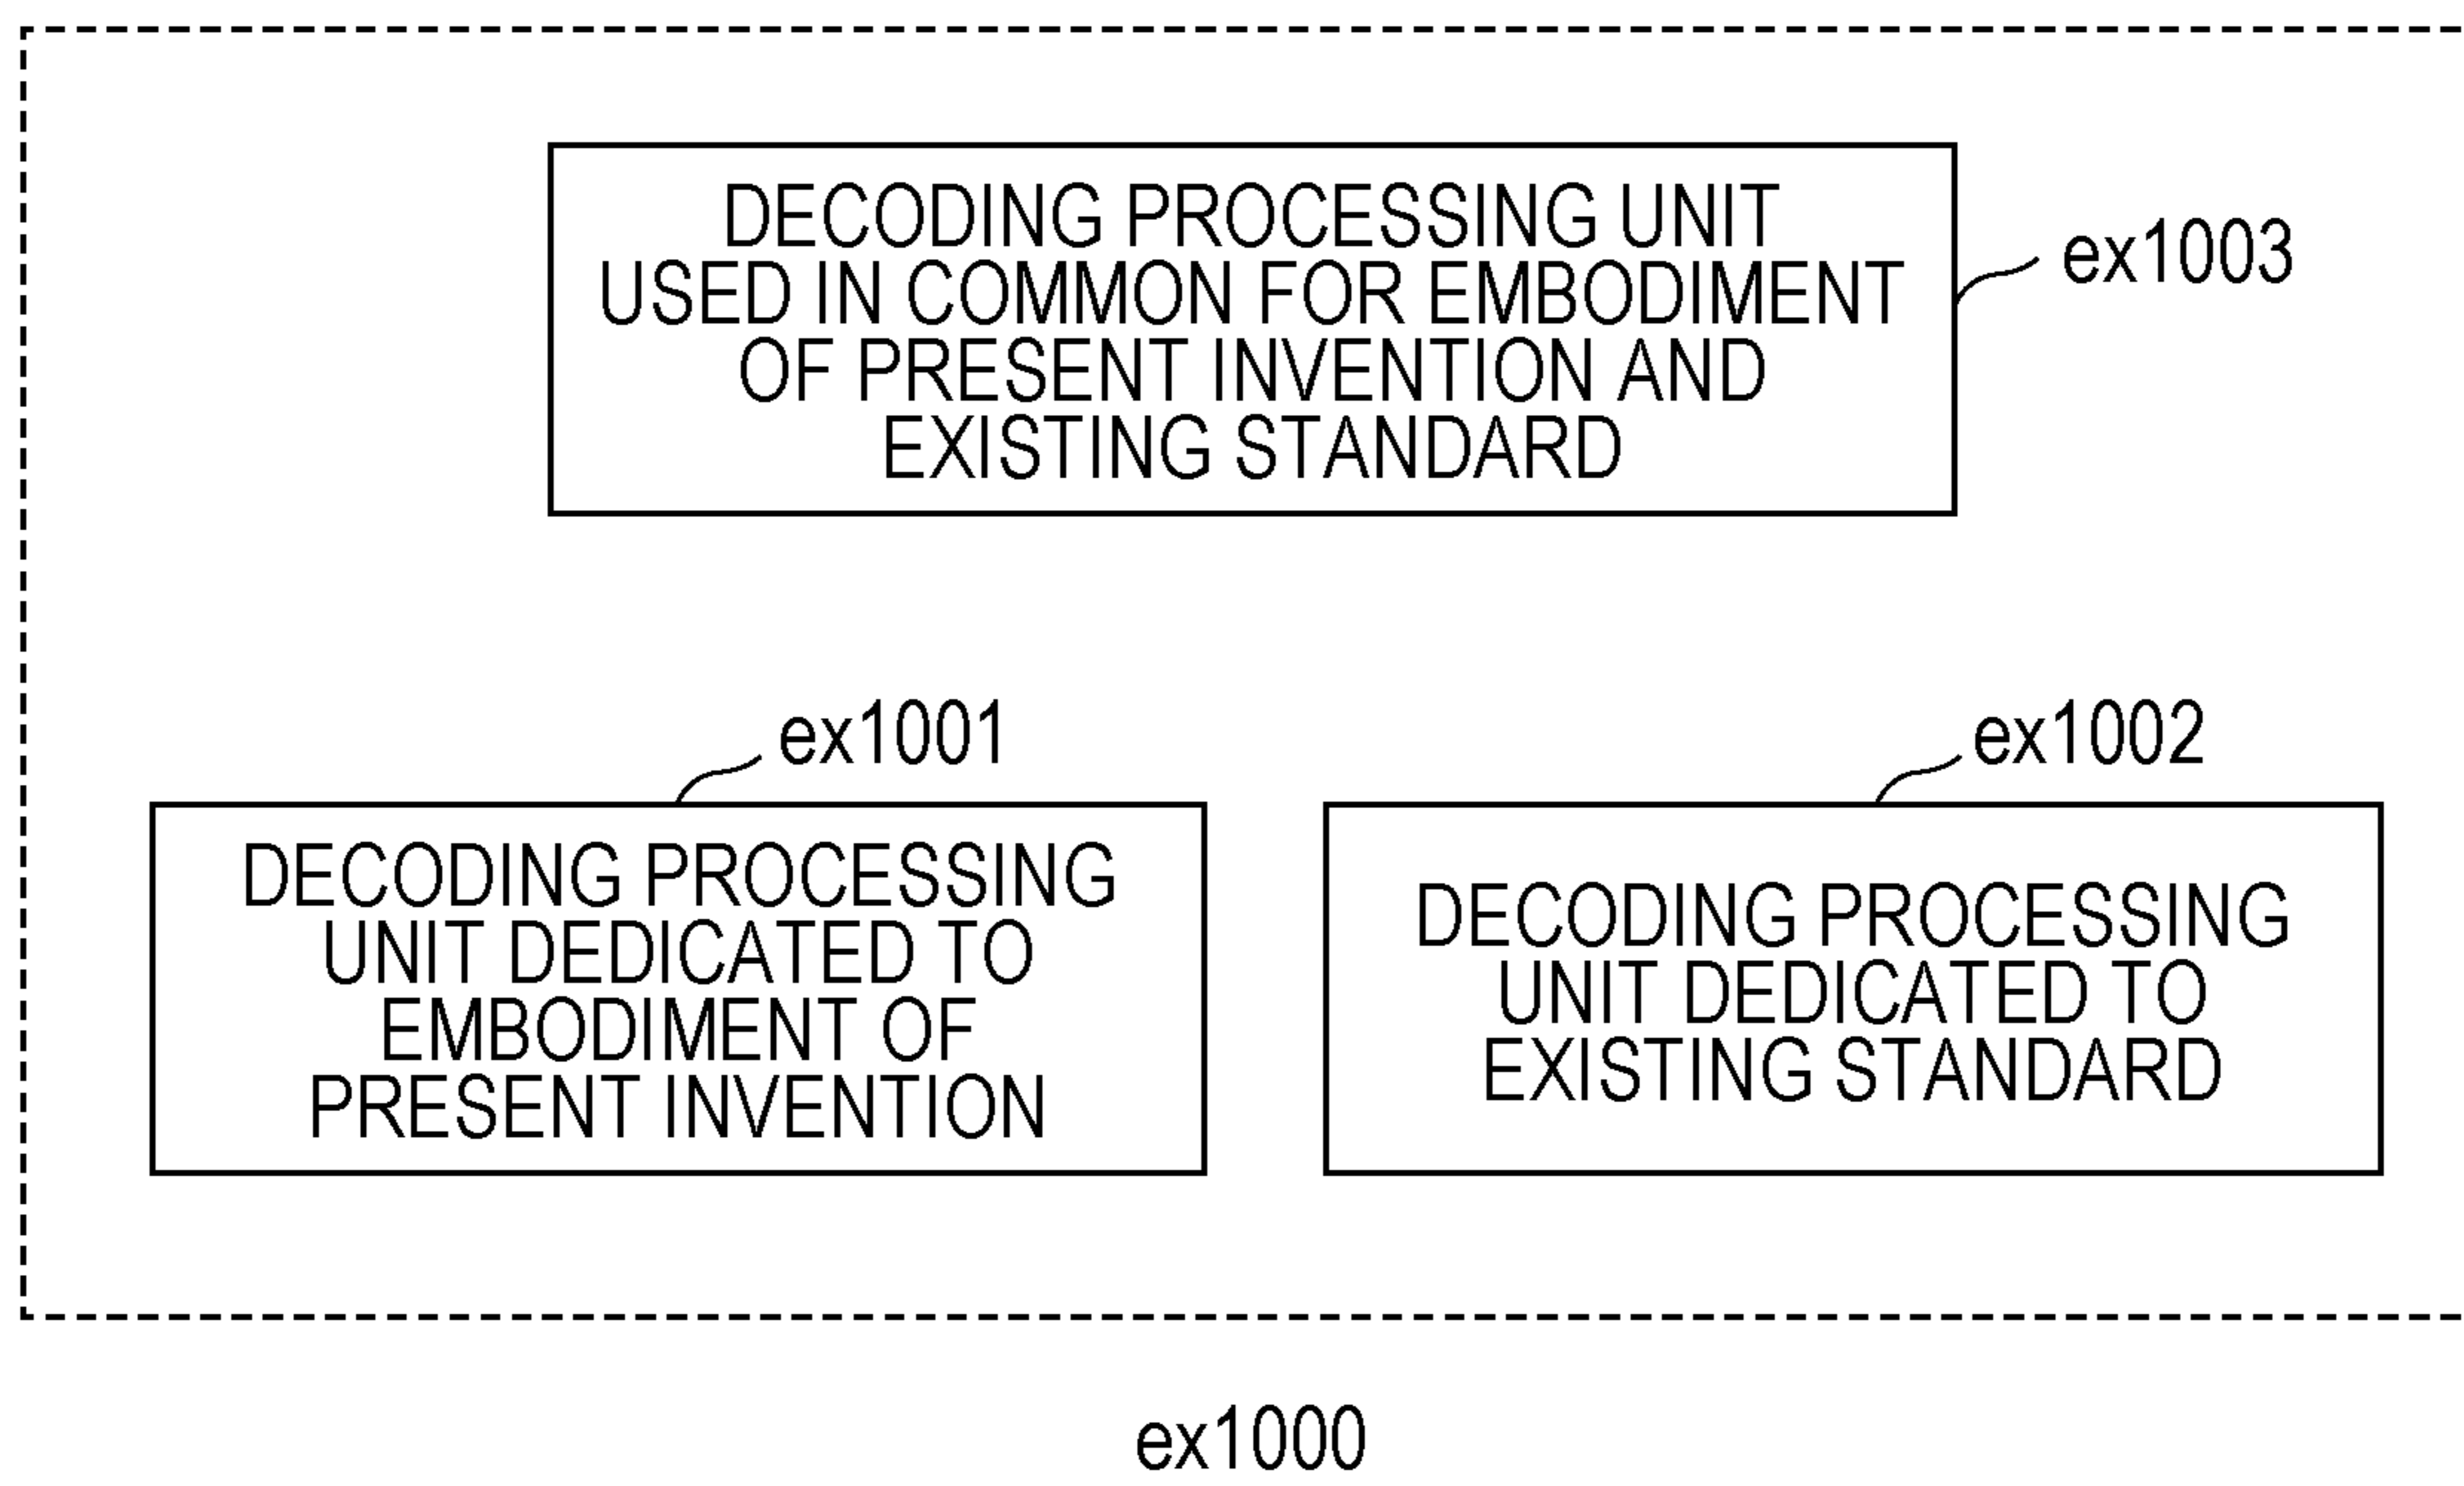 DECODING PROCESSING UNIT
USED IN COMMON FOR EMBODIMENT
OF PRESENT INVENTION AND
EXISTING STANDARD
ex1003
ex1001
DECODING PROCESSING
UNIT DEDICATED TO
EMBODIMENT OF
PRESENT INVENTION
ex1002
DECODING PROCESSING
UNIT DEDICATED TO
EXISTING STANDARD
ex1000